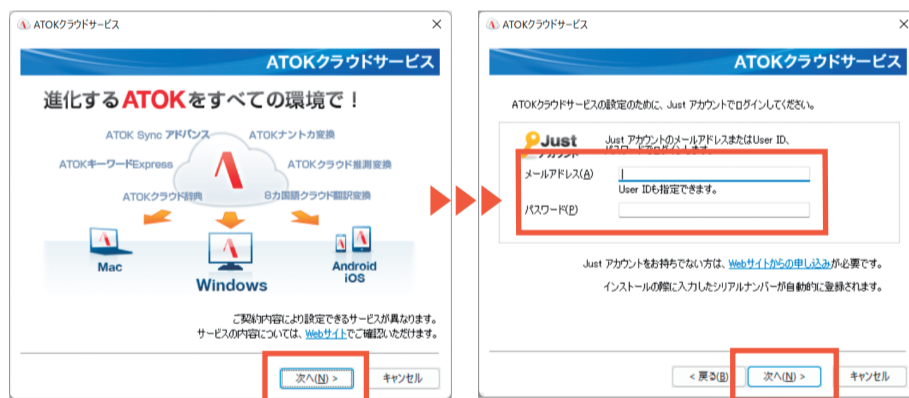 ATOKクラウドサービス
ATOKクラウドサービス
進化するATOKをすべての環境で！
ATOK Sync アドバンス
ATOKナントカ変換
ATOKキーワードExpress
ATOKクラウド推測変換
ATOKクラウド辞典
8カ国語クラウド翻訳変換
Mac
Windows
Android
iOS
ご契約内容により設定できるサービスが異なります。
サービスの内容については、Webサイトでご確認いただけます。
次へ(N) >
キャンセル
ATOKクラウドサービス
ATOKクラウドサービス
ATOKクラウドサービスの設定のために、Just アカウントでログインしてください。
Just
アカウント
Just アカウントのメールアドレスまたはUser ID、
パスワードでログインします。
メールアドレス(A)
User IDも指定できます。
パスワード(P)
Just アカウントをお持ちでない方は、Webサイトからの申し込みが必要です。
インストールの際に入力したシリアルナンバーが自動的に登録されます。
< 戻る(B)
次へ(N) >
キャンセル